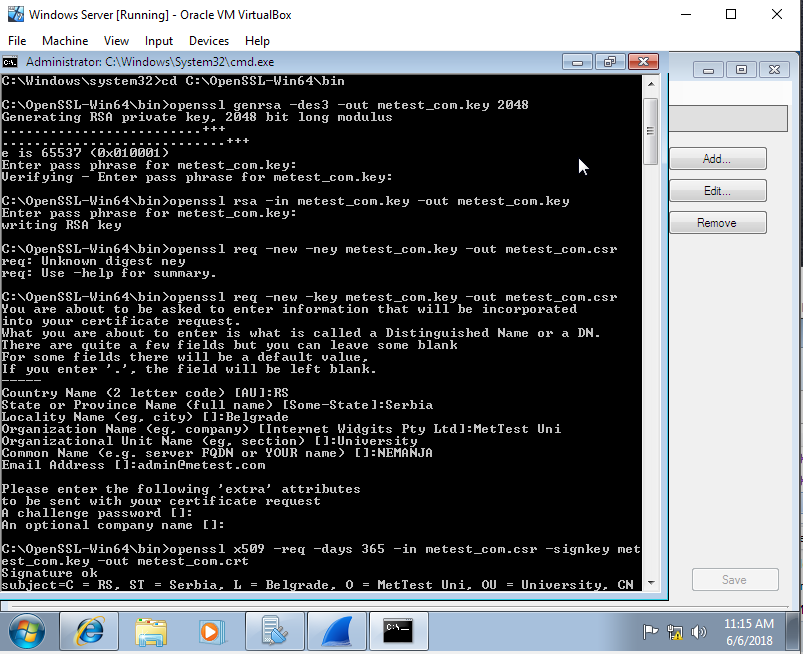 Windows Server [Running] - Oracle VM VirtualBox
File Machine View Input Devices Help
Administrator: C:\Windows\System32\cmd.exe
C:\Windows\system32>cd C:\OpenSSL-Win64\bin
C:\OpenSSL-Win64\bin>openssl genrsa -des3 -out metest_com.key 2048
Generating RSA private key, 2048 bit long modulus
.........................+++
............................+++
e is 65537 (0x010001)
Enter pass phrase for metest_com.key:
Verifying - Enter pass phrase for metest_com.key:
C:\OpenSSL-Win64\bin>openssl rsa -in metest_com.key -out metest_com.key
Enter pass phrase for metest_com.key:
writing RSA key
C:\OpenSSL-Win64\bin>openssl req -new -ney metest_com.key -out metest_com.csr
req: Unknown digest ney
req: Use -help for summary.
C:\OpenSSL-Win64\bin>openssl req -new -key metest_com.key -out metest_com.csr
You are about to be asked to enter information that will be incorporated
into your certificate request.
What you are about to enter is what is called a Distinguished Name or a DN.
There are quite a few fields but you can leave some blank
For some fields there will be a default value,
If you enter '.', the field will be left blank.
-----
Country Name (2 letter code) [AU]:RS
State or Province Name (full name) [Some-State]:Serbia
Locality Name (eg, city) []:Belgrade
Organization Name (eg, company) [Internet Widgits Pty Ltd]:MetTest Uni
Organizational Unit Name (eg, section) []:University
Common Name (e.g. server FQDN or YOUR name) []:NEMANJA
Email Address []:admin@metest.com
Please enter the following 'extra' attributes
to be sent with your certificate request
A challenge password []:
An optional company name []:
C:\OpenSSL-Win64\bin>openssl x509 -req -days 365 -in metest_com.csr -signkey met
est_com.key -out metest_com.crt
Signature ok
subject=C = RS, ST = Serbia, L = Belgrade, O = MetTest Uni, OU = University, CN
Add...
Edit...
Remove
Save
11:15 AM
6/6/2018